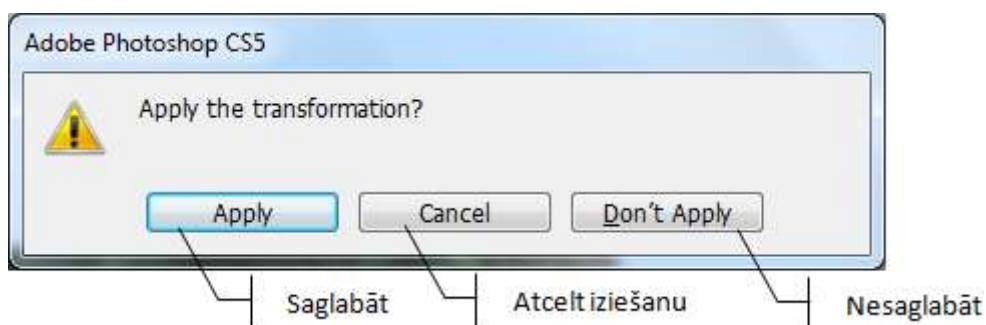 Adobe Photoshop CS5
Apply the transformation?
Apply Cancel Don't Apply
Saglabāt Atcelt iziešanu Nesaglabāt